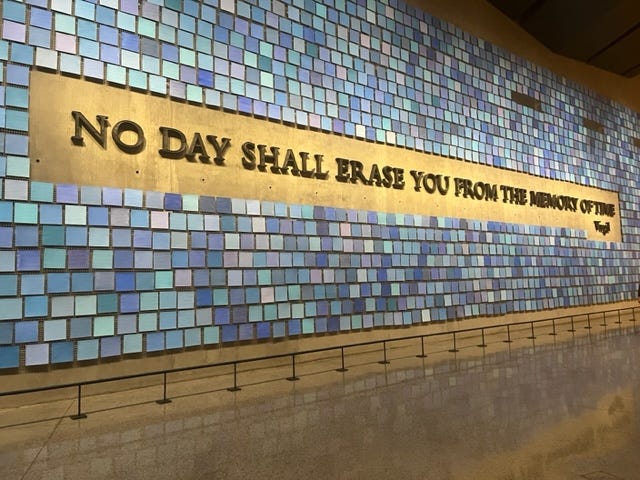 NO DAY SHALL ERASE YOU FROM THE MEMORY OF TIME
Virgil